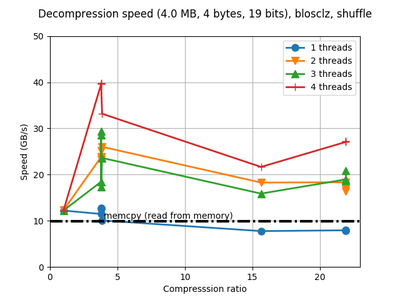 Decompression speed (4.0 MB, 4 bytes, 19 bits), blosclz, shuffle
50
40
30
20
10
0
Speed (GB/s)
1 threads
2 threads
3 threads
4 threads
memcpy (read from memory)
0
5
10
15
20
Compresssion ratio